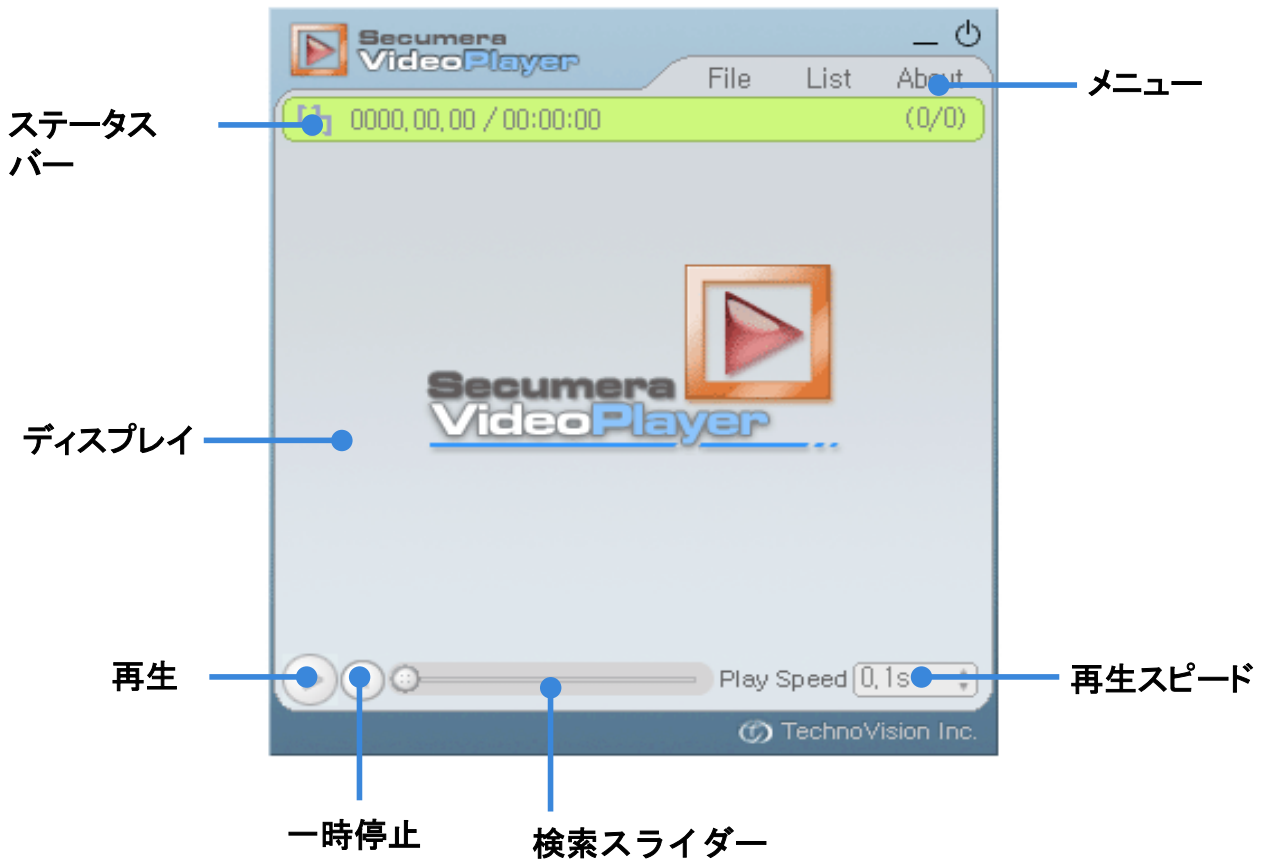 Secumera
VideoPlayer
File List About
メニュー
ステータス
バー
0000,00,00 / 00:00:00
(0/0)
Secumera
VideoPlayer
ディスプレイ
再生
Play Speed
0,1s
再生スピード
TechnoVision Inc.
一時停止
検索スライダー